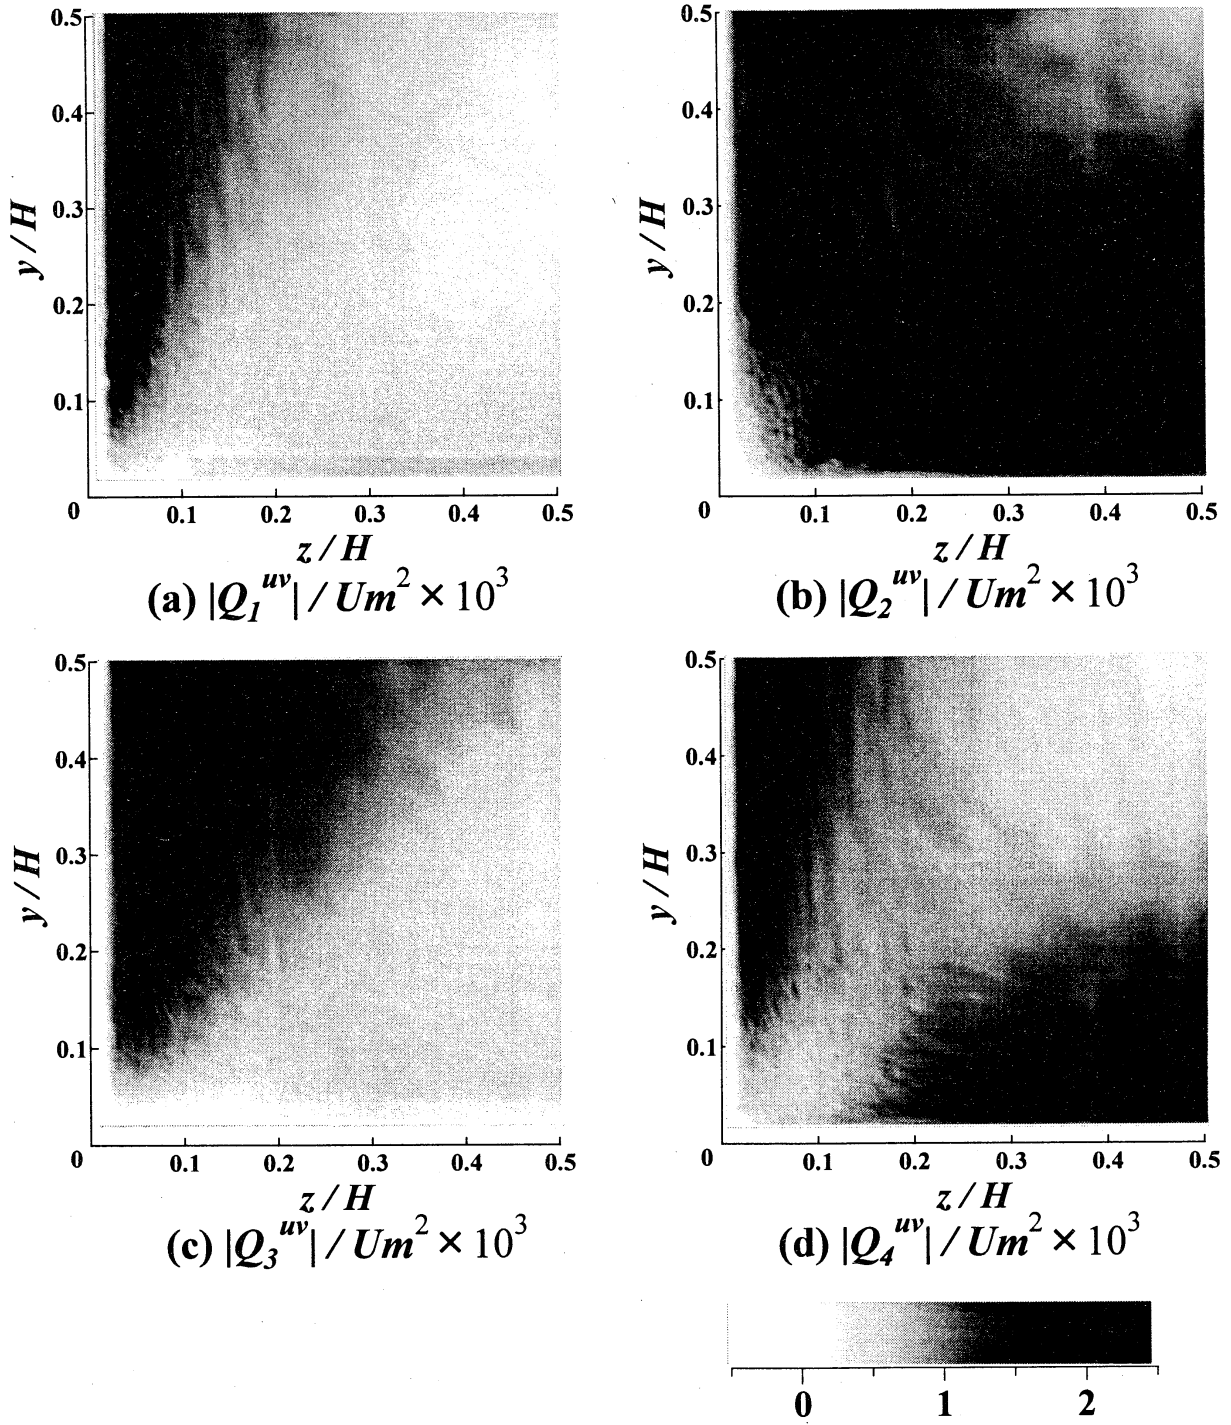 0.5
0.4
0.3
0.2
0.1
0
0.1 0.2 0.3 0.4 0.5
y / H
z / H
(a) |Q₁ᵘᵛ| / Um² × 10³
0.5
0.4
0.3
0.2
0.1
0
0.1 0.2 0.3 0.4 0.5
y / H
z / H
(b) |Q₂ᵘᵛ| / Um² × 10³
0.5
0.4
0.3
0.2
0.1
0
0.1 0.2 0.3 0.4 0.5
y / H
z / H
(c) |Q₃ᵘᵛ| / Um² × 10³
0.5
0.4
0.3
0.2
0.1
0
0.1 0.2 0.3 0.4 0.5
y / H
z / H
(d) |Q₄ᵘᵛ| / Um² × 10³
0 1 2